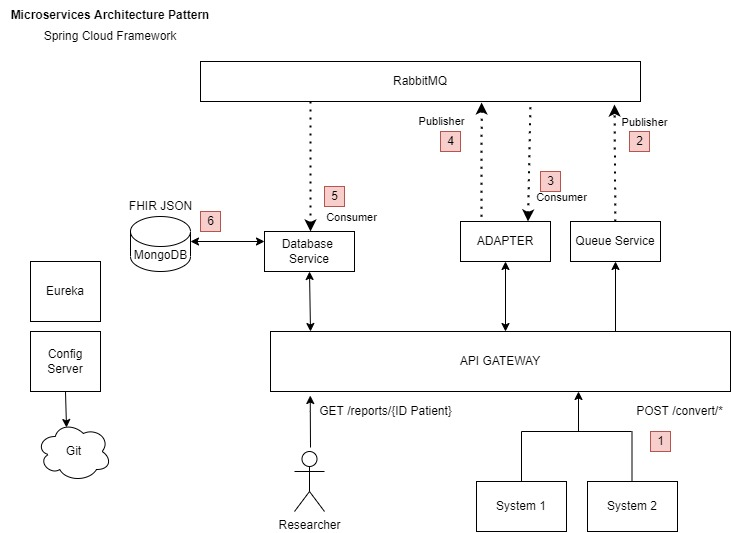 Microservices Architecture Pattern
Spring Cloud Framework
RabbitMQ
Publisher
4
Publisher
2
3
Consumer
5
Consumer
FHIR JSON
6
MongoDB
Database
Service
ADAPTER
Queue Service
Eureka
Config
Server
API GATEWAY
Git
GET /reports/{ID Patient}
POST /convert/*
1
System 1
System 2
Researcher